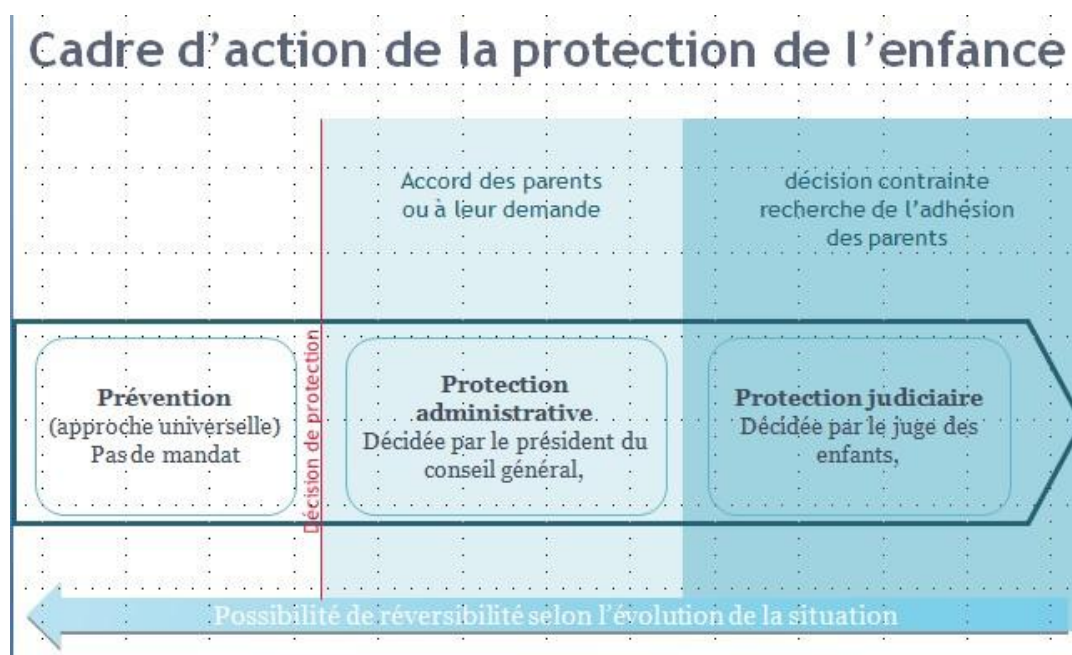 Cadre d'action de la protection de l'enfance
Accord des parents
ou à leur demande
décision contrainte
recherche de l'adhésion
des parents
Prévention
(approche universelle)
Pas de mandat
Décision de protection
Protection
administrative
Décidée par le président du
conseil général,
Protection judiciaire
Décidée par le juge des
enfants,
Possibilité de réversibilité selon l'évolution de la situation